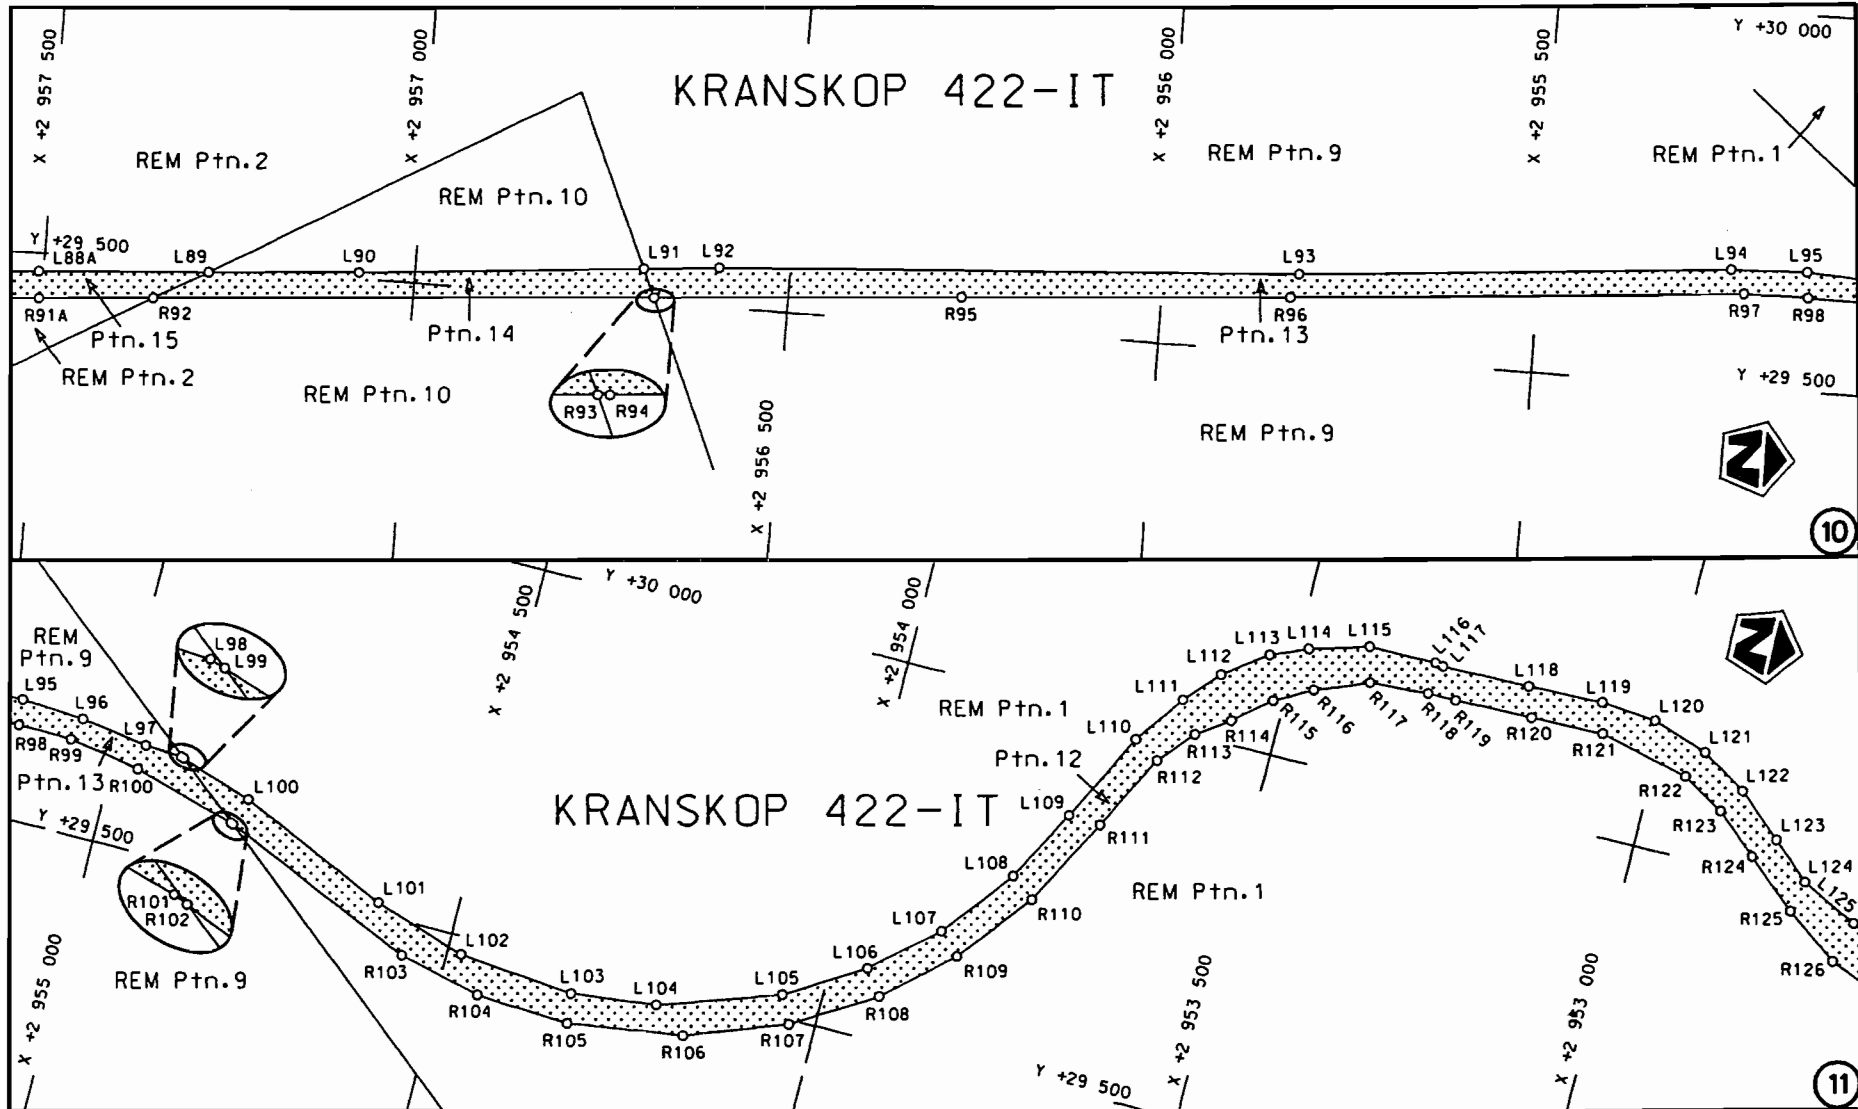 X +2 957 500
X +2 957 000
X +2 956 000
X +2 955 500
Y +30 000
KRANSKOP 422-IT
REM Ptn.2
REM Ptn.10
REM Ptn.9
REM Ptn.1
Y +29 500
L88A
L89
L90
L91
L92
L93
L94
L95
R91A
R92
R95
R96
R97
R98
Ptn.15
Ptn.14
Ptn.13
REM Ptn.2
REM Ptn.10
R93
R94
X +2 956 500
REM Ptn.9
Y +29 500
N
10
X +2 954 500
Y +30 000
X +2 954 000
REM
Ptn.9
L98
L99
L95
L96
L97
R98
R99
R100
Ptn.13
L100
Y +29 500
R101
R102
REM Ptn.9
X +2 955 000
KRANSKOP 422-IT
L101
L102
L103
L104
L105
L106
L107
L108
L109
L110
L111
L112
L113
L114
L115
L116
L117
L118
L119
L120
L121
L122
L123
L124
L125
REM Ptn.1
Ptn.12
R103
R104
R105
R106
R107
R108
R109
R110
R111
R112
R113
R114
R115
R116
R117
R118
R119
R120
R121
R122
R123
R124
R125
R126
REM Ptn.1
Y +29 500
X +2 953 500
X +2 953 000
N
11